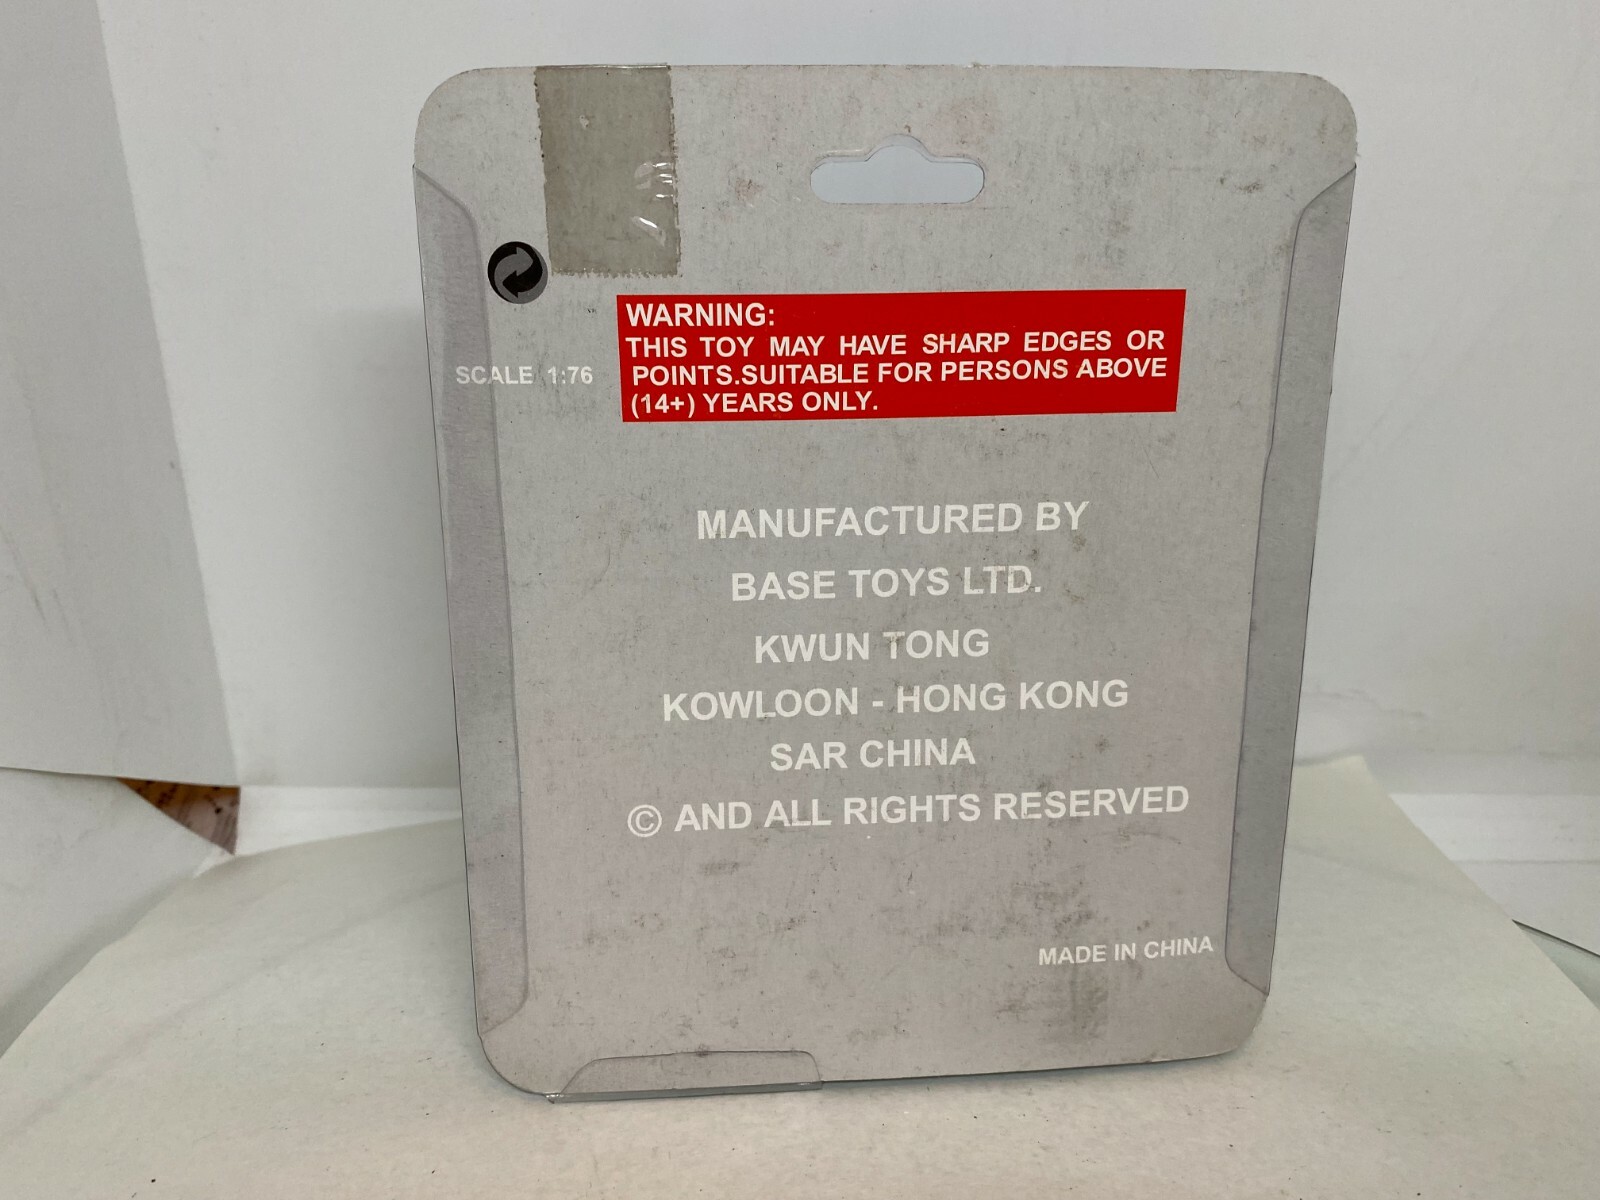 WARNING:
THIS TOY MAY HAVE SHARP EDGES OR
POINTS.SUITABLE FOR PERSONS ABOVE
(14+) YEARS ONLY.
SCALE 1:76
MANUFACTURED BY
BASE TOYS LTD.
KWUN TONG
KOWLOON - HONG KONG
SAR CHINA
© AND ALL RIGHTS RESERVED
MADE IN CHINA